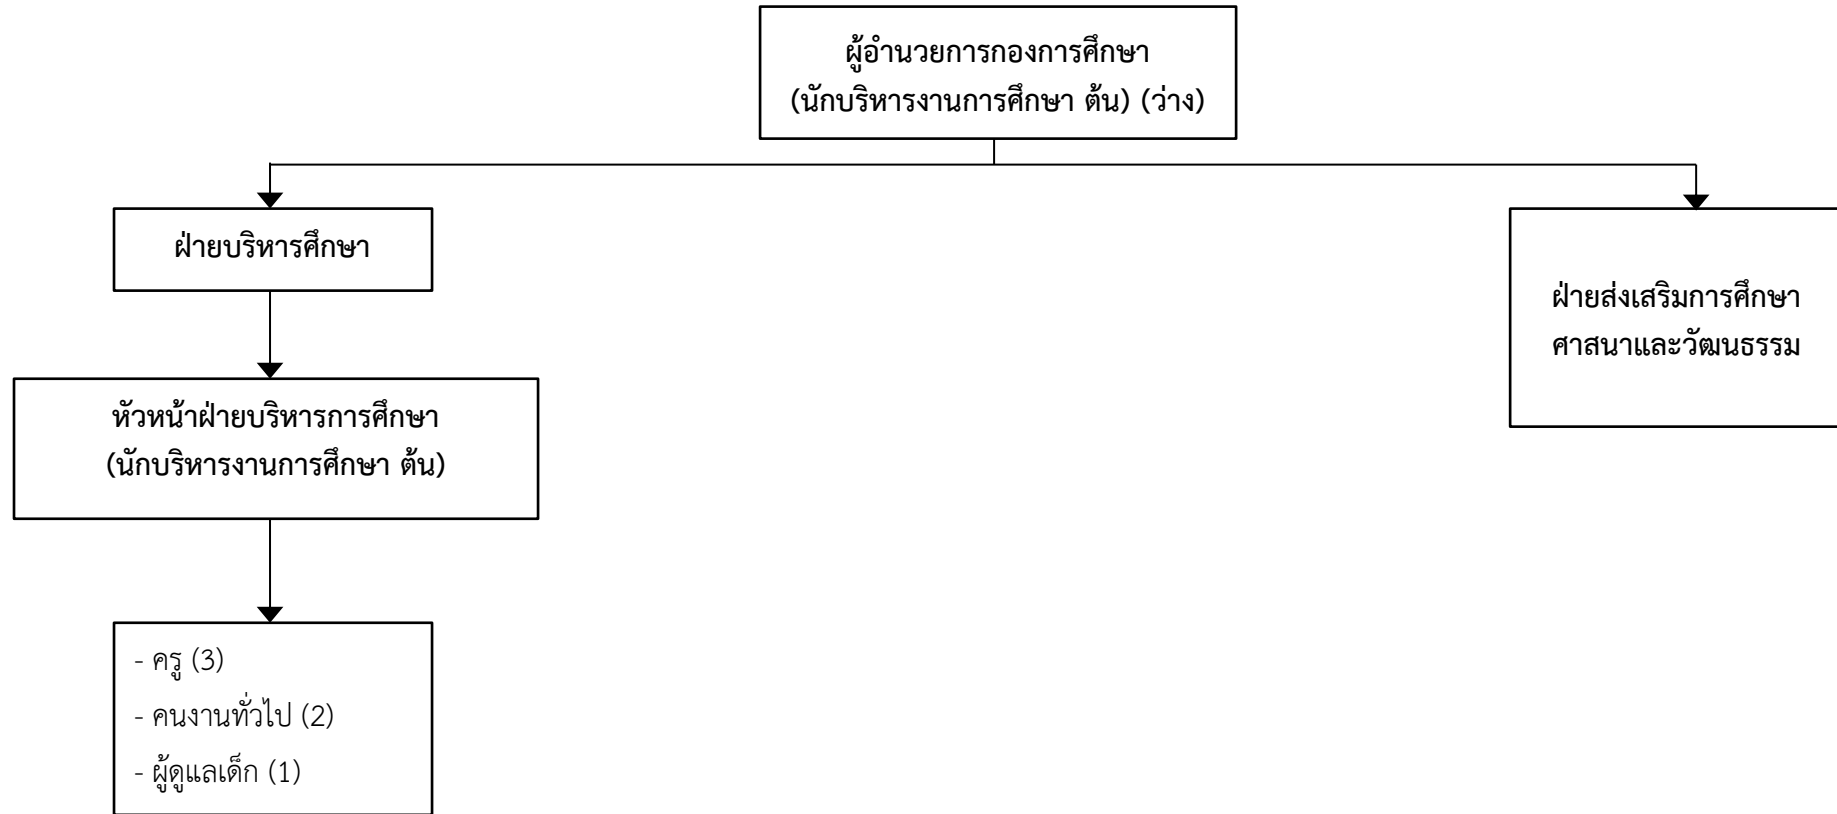 ผู้อำนวยการกองการศึกษา
(นักบริหารงานการศึกษา ต้น) (ว่าง)
ฝ่ายบริหารศึกษา
ฝ่ายส่งเสริมการศึกษา
ศาสนาและวัฒนธรรม
หัวหน้าฝ่ายบริหารการศึกษา
(นักบริหารงานการศึกษา ต้น)
- ครู (3)
- คนงานทั่วไป (2)
- ผู้ดูแลเด็ก (1)